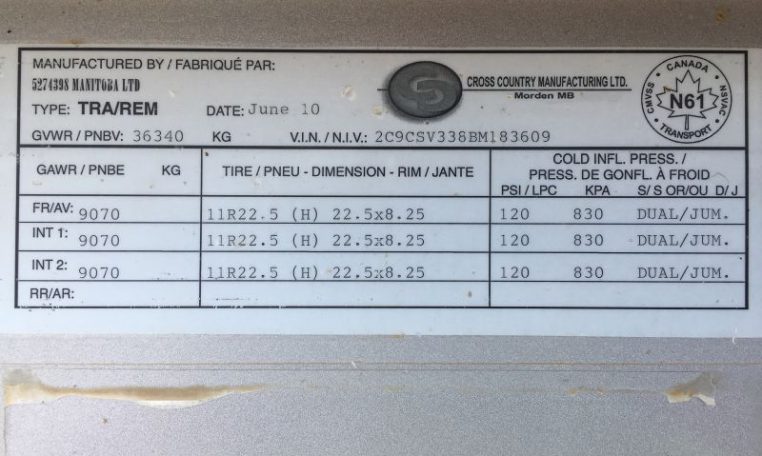 MANUFACTURED BY / FABRIQUÉ PAR:
5274398 MANITOBA LTD
CROSS COUNTRY MANUFACTURING LTD.
Morden MB
CANADA
CMVSS N61 NSVAC
TRANSPORT
TYPE: TRA/REM DATE: June 10
GVWR / PNBV: 36340 KG V.I.N. / N.I.V.: 2C9CSV338BM183609
GAWR / PNBE KG TIRE / PNEU - DIMENSION - RIM / JANTE COLD INFL. PRESS. /
PRESS. DE GONFL. À FROID
PSI / LPC KPA S/ S OR/OU D/ J
FR/AV: 9070 11R22.5 (H) 22.5x8.25 120 830 DUAL/JUM.
INT 1: 9070 11R22.5 (H) 22.5x8.25 120 830 DUAL/JUM.
INT 2: 9070 11R22.5 (H) 22.5x8.25 120 830 DUAL/JUM.
RR/AR: